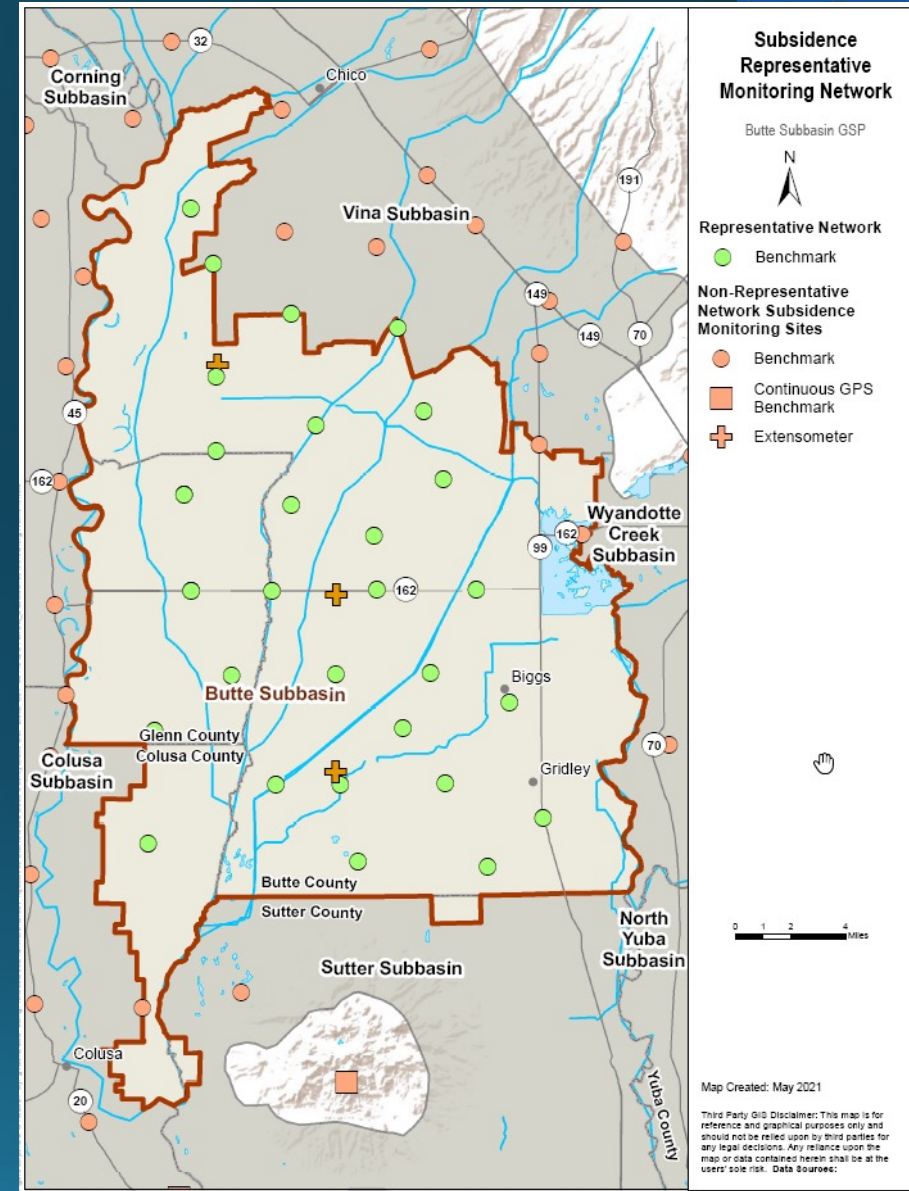 32
Corning
Subbasin
Chico
191
Vina Subbasin
149
149
70
45
162
Wyandotte
Creek
Subbasin
162
99
162
Butte Subbasin
Biggs
Glenn County
Colusa County
Colusa
Subbasin
70
Gridley
Butte County
Sutter County
North
Yuba
Subbasin
Sutter Subbasin
Colusa
20
Yuba County
Subsidence
Representative
Monitoring Network
Butte Subbasin GSP
N
Representative Network
Benchmark
Non-Representative
Network Subsidence
Monitoring Sites
Benchmark
Continuous GPS
Benchmark
Extensometer
0 1 2 4
Miles
Map Created: May 2021
Third Party GIS Disclaimer: This map is for
reference and graphical purposes only and
should not be relied upon by third parties for
any legal decisions. Any reliance upon the
map or data contained herein shall be at the
users' sole risk. Data Sources: